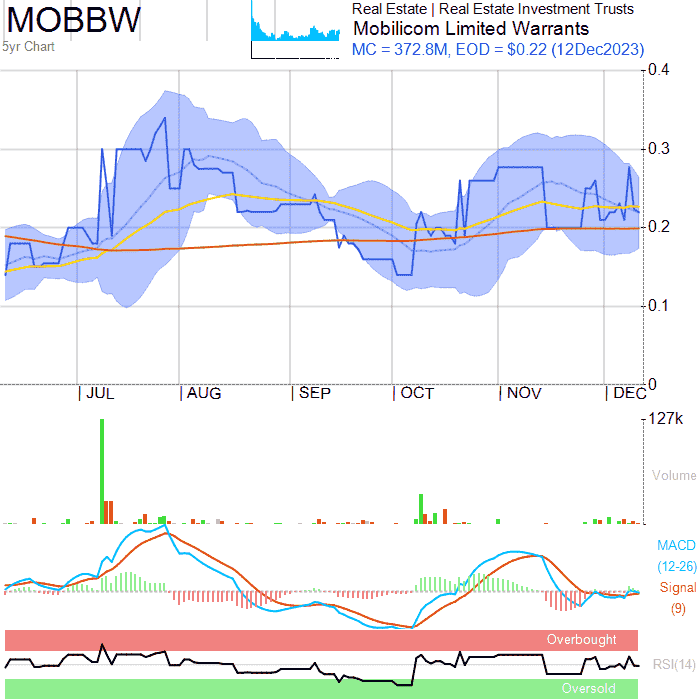 MOBBW
5yr Chart
Real Estate | Real Estate Investment Trusts
Mobilicom Limited Warrants
MC = 372.8M, EOD = $0.22 (12Dec2023)
0.4
0.3
0.2
0.1
0
| JUL | AUG | SEP | OCT | NOV | DEC
127k
Volume
MACD
(12-26)
Signal
(9)
Overbought
RSI(14)
Oversold